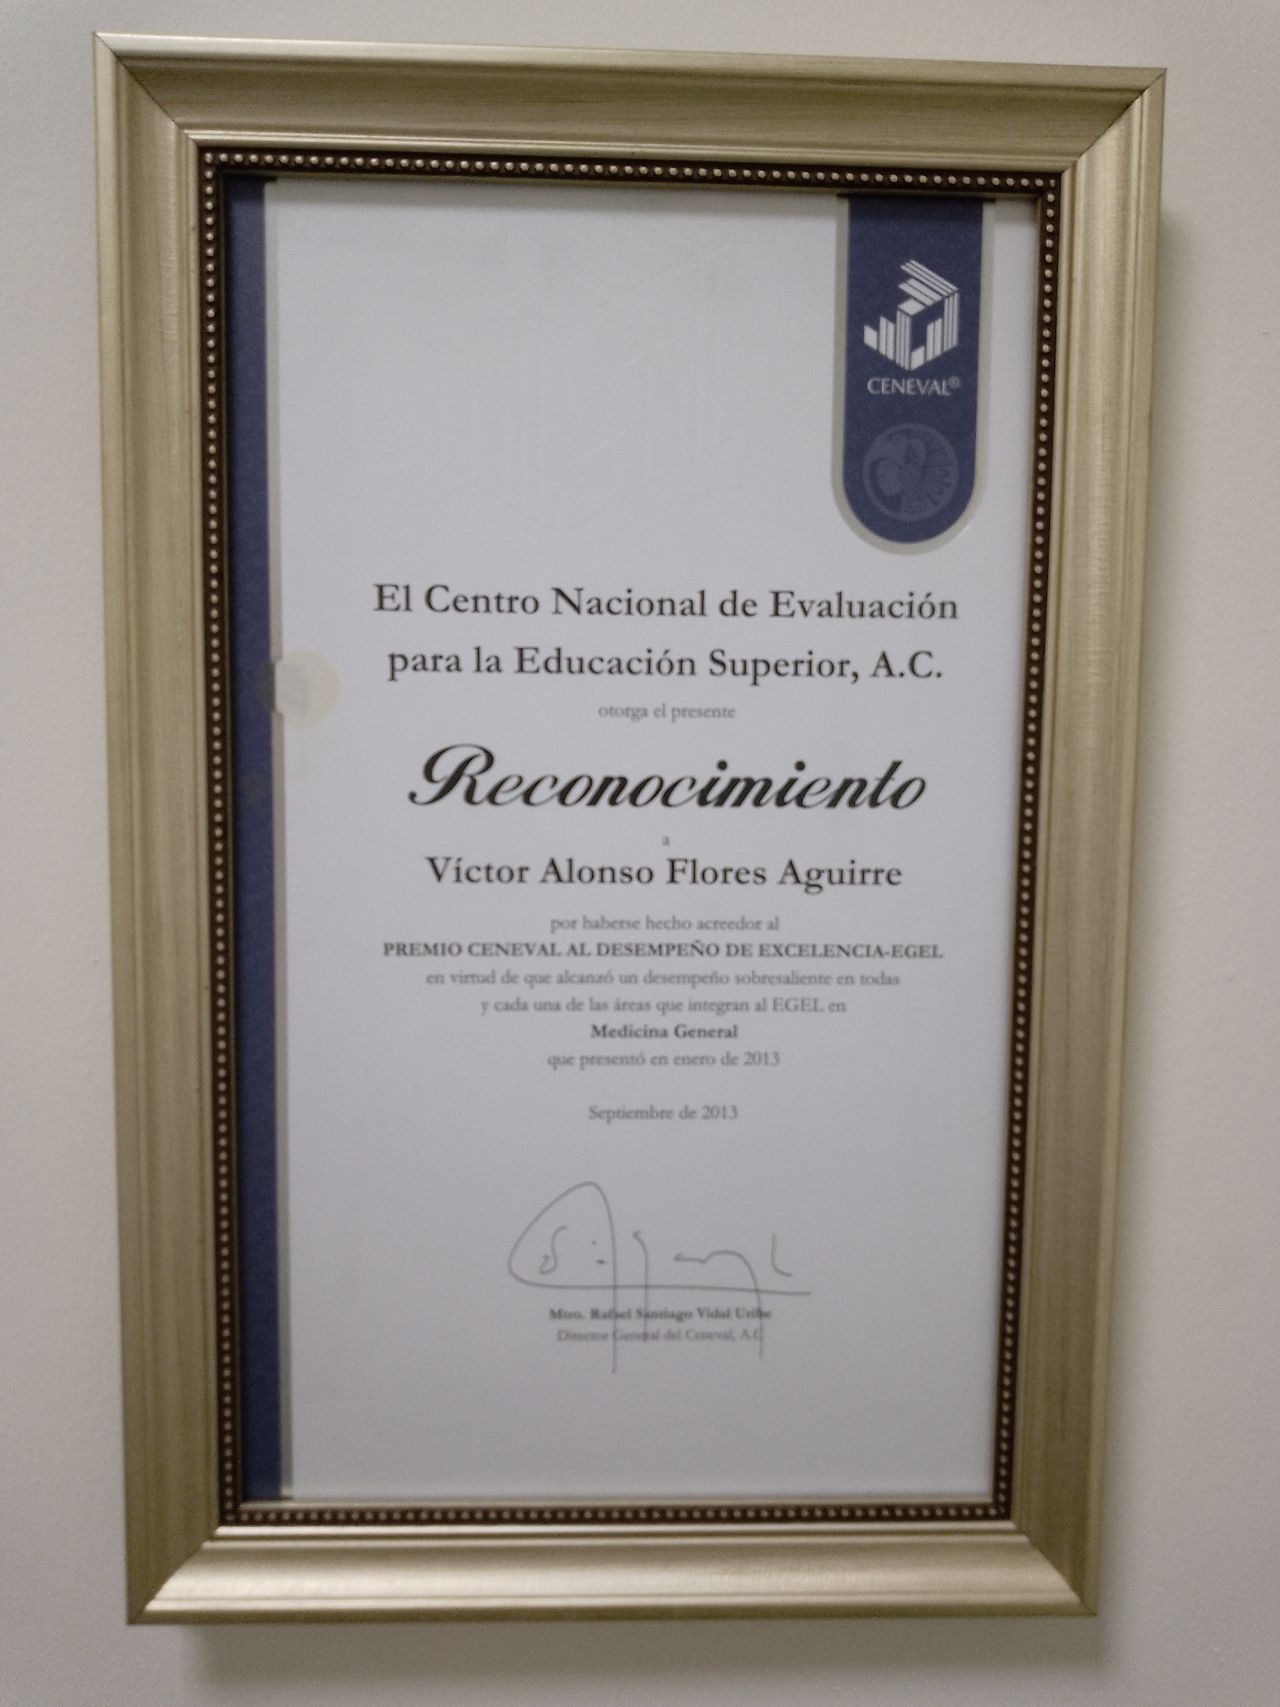 CENEVAL®
El Centro Nacional de Evaluación
para la Educación Superior, A.C.
otorga el presente
Reconocimiento
a
Víctor Alonso Flores Aguirre
por haberse hecho acreedor al
PREMIO CENEVAL AL DESEMPEÑO DE EXCELENCIA-EGEL
en virtud de que alcanzó un desempeño sobresaliente en todas
y cada una de las áreas que integran al EGEL en
Medicina General
que presentó en enero de 2013
Septiembre de 2013
Mtro. Rafael Santiago Vidal Uribe
Director General del Ceneval, A.C